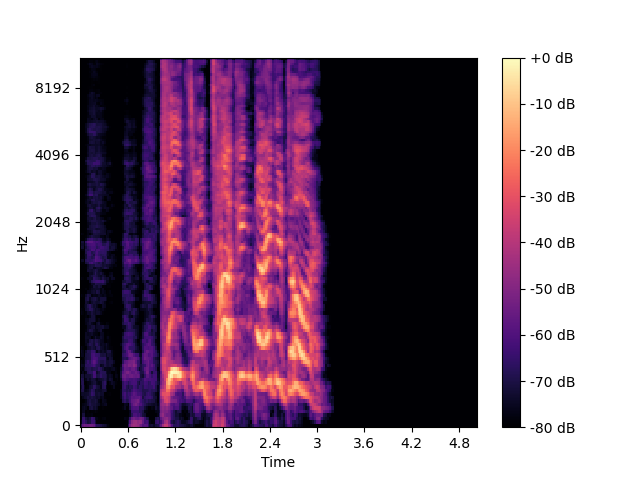 8192
4096
2048
1024
512
0
Hz
0 0.6 1.2 1.8 2.4 3 3.6 4.2 4.8
Time
+0 dB
-10 dB
-20 dB
-30 dB
-40 dB
-50 dB
-60 dB
-70 dB
-80 dB